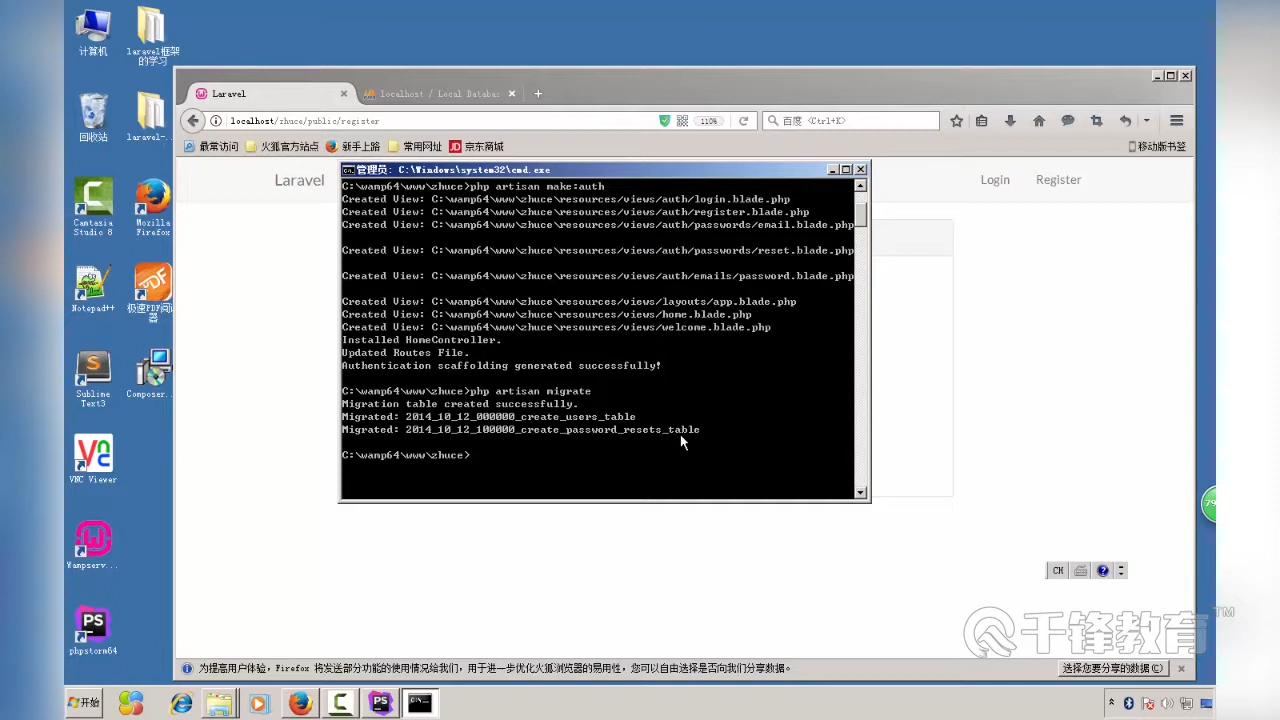 计算机
laravel框架
的学习
回收站
laravel-...
Camtasia
Studio 8
Mozilla
Firefox
Notepad++
极速PDF阅
读器
Sublime
Text3
Composer...
VNC Viewer
Wampserv...
phpstorm64
Laravel
localhost / Local Databas
localhost/zhuce/public/register
110%
百度 <Ctrl+K>
最常访问
火狐官方站点
新手上路
常用网址
JD 京东商城
移动版书签
Laravel
Login
Register
管理员: C:\Windows\system32\cmd.exe
C:\wamp64\www\zhuce>php artisan make:auth
Created View: C:\wamp64\www\zhuce\resources/views/auth/login.blade.php
Created View: C:\wamp64\www\zhuce\resources/views/auth/register.blade.php
Created View: C:\wamp64\www\zhuce\resources/views/auth/passwords/email.blade.php
Created View: C:\wamp64\www\zhuce\resources/views/auth/passwords/reset.blade.php
Created View: C:\wamp64\www\zhuce\resources/views/auth/emails/password.blade.php
Created View: C:\wamp64\www\zhuce\resources/views/layouts/app.blade.php
Created View: C:\wamp64\www\zhuce\resources/views/home.blade.php
Created View: C:\wamp64\www\zhuce\resources/views/welcome.blade.php
Installed HomeController.
Updated Routes File.
Authentication scaffolding generated successfully!
C:\wamp64\www\zhuce>php artisan migrate
Migration table created successfully.
Migrated: 2014_10_12_000000_create_users_table
Migrated: 2014_10_12_100000_create_password_resets_table
C:\wamp64\www\zhuce>
79
CH
千锋教育 TM
为提高用户体验，Firefox 将发送部分功能的使用情况给我们，用于进一步优化火狐浏览器的易用性，您可以自由选择是否向我们分享数据。
选择您要分享的数据(C)
开始